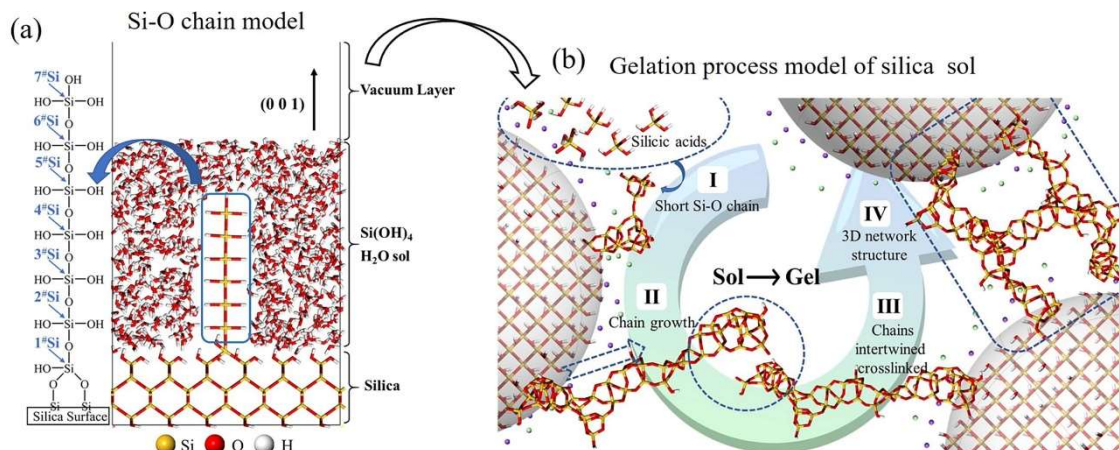 (a)
Si-O chain model
7#Si
OH
HO Si OH
6#Si
O
HO Si OH
5#Si
O
HO Si OH
4#Si
O
HO Si OH
3#Si
O
HO Si OH
2#Si
O
HO Si OH
1#Si
O
HO Si
O O
Si Si
Silica Surface
(0 0 1)
Vacuum Layer
Si(OH)4
H2O sol
Silica
Si O H
(b)
Gelation process model of silica sol
Silicic acids
I
Short Si-O chain
II
Chain growth
Sol → Gel
III
Chains
intertwined
crosslinked
IV
3D network
structure